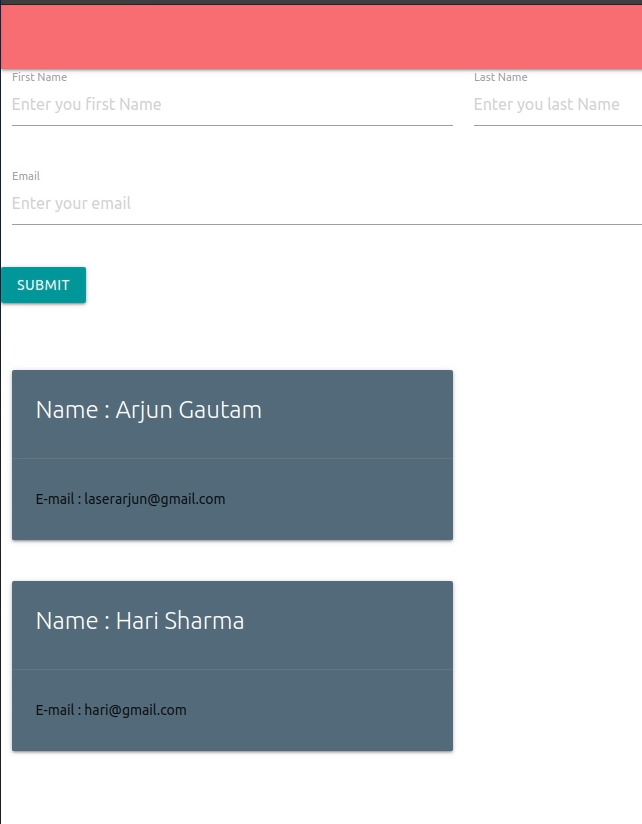 First Name
Last Name
Enter you first Name
Enter you last Name
Email
Enter your email
SUBMIT
Name : Arjun Gautam
E-mail : laserarjun@gmail.com
Name : Hari Sharma
E-mail : hari@gmail.com